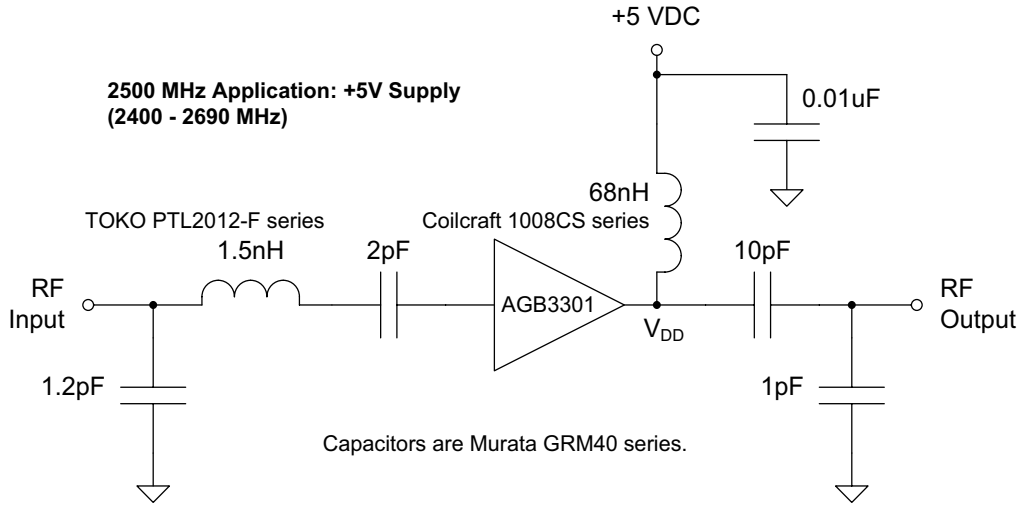 +5 VDC
2500 MHz Application: +5V Supply
(2400 - 2690 MHz)
0.01uF
68nH
TOKO PTL2012-F series
Coilcraft 1008CS series
1.5nH
2pF
10pF
RF
Input
AGB3301
RF
Output
VDD
1.2pF
1pF
Capacitors are Murata GRM40 series.